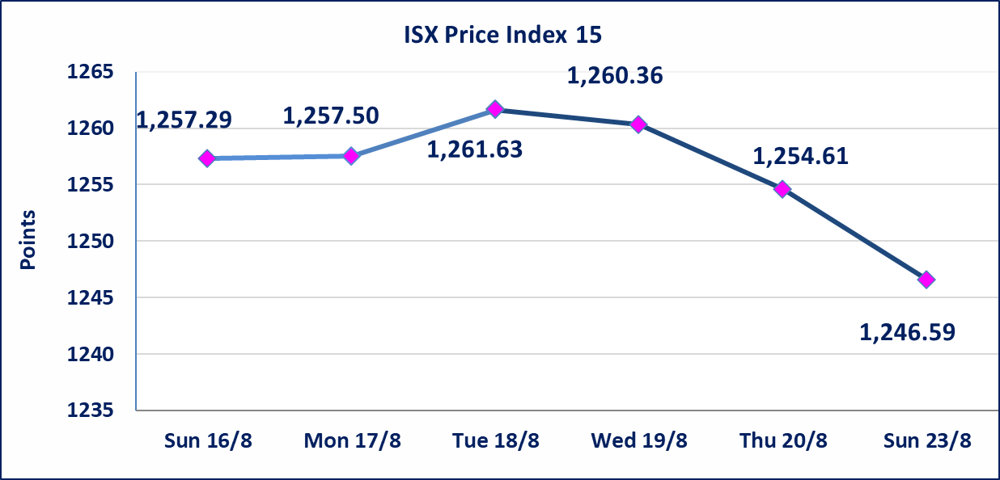 ISX Price Index 15
Points
1265
1260
1255
1250
1245
1240
1235
1,257.29
1,257.50
1,261.63
1,260.36
1,254.61
1,246.59
Sun 16/8
Mon 17/8
Tue 18/8
Wed 19/8
Thu 20/8
Sun 23/8